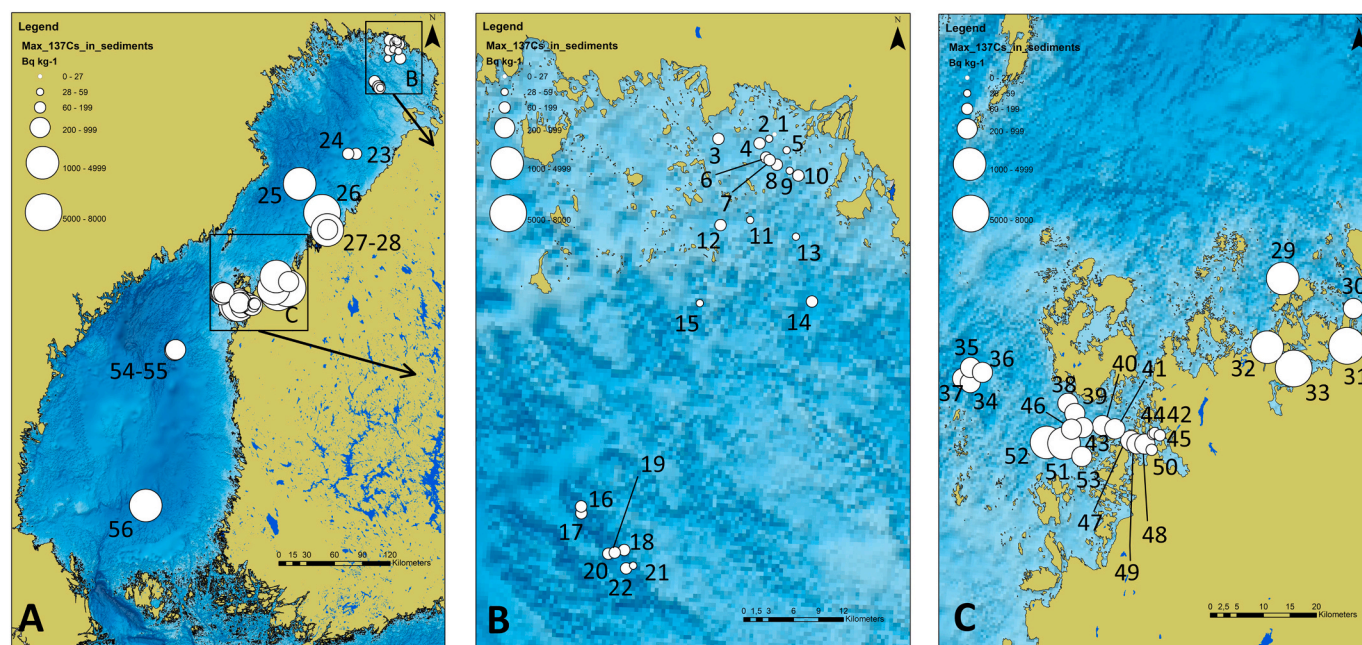 Legend
Max_137Cs_in_sediments
Bq kg-1
0 - 27
28 - 59
60 - 199
200 - 999
1000 - 4999
5000 - 8000
N
B
24
23
25
26
27-28
C
54-55
56
0 15 30 60 90 120
Kilometers
A
Legend
Max_137Cs_in_sediments
Bq kg-1
0 - 27
28 - 59
60 - 199
200 - 999
1000 - 4999
5000 - 8000
N
2 1
3 4 5
6
8 9 10
7
12 11 13
15 14
16
19
17
18
20 21
22
0 1,5 3 6 9 12
Kilometers
B
Legend
Max_137Cs_in_sediments
Bq kg-1
0 - 27
28 - 59
60 - 199
200 - 999
1000 - 4999
5000 - 8000
29
30
35 36
40 41
32 31
33
37 34
38 39
46
44 42
43 45
52 50
51 53
47 48
49
0 2,5 5 10 15 20
Kilometers
C